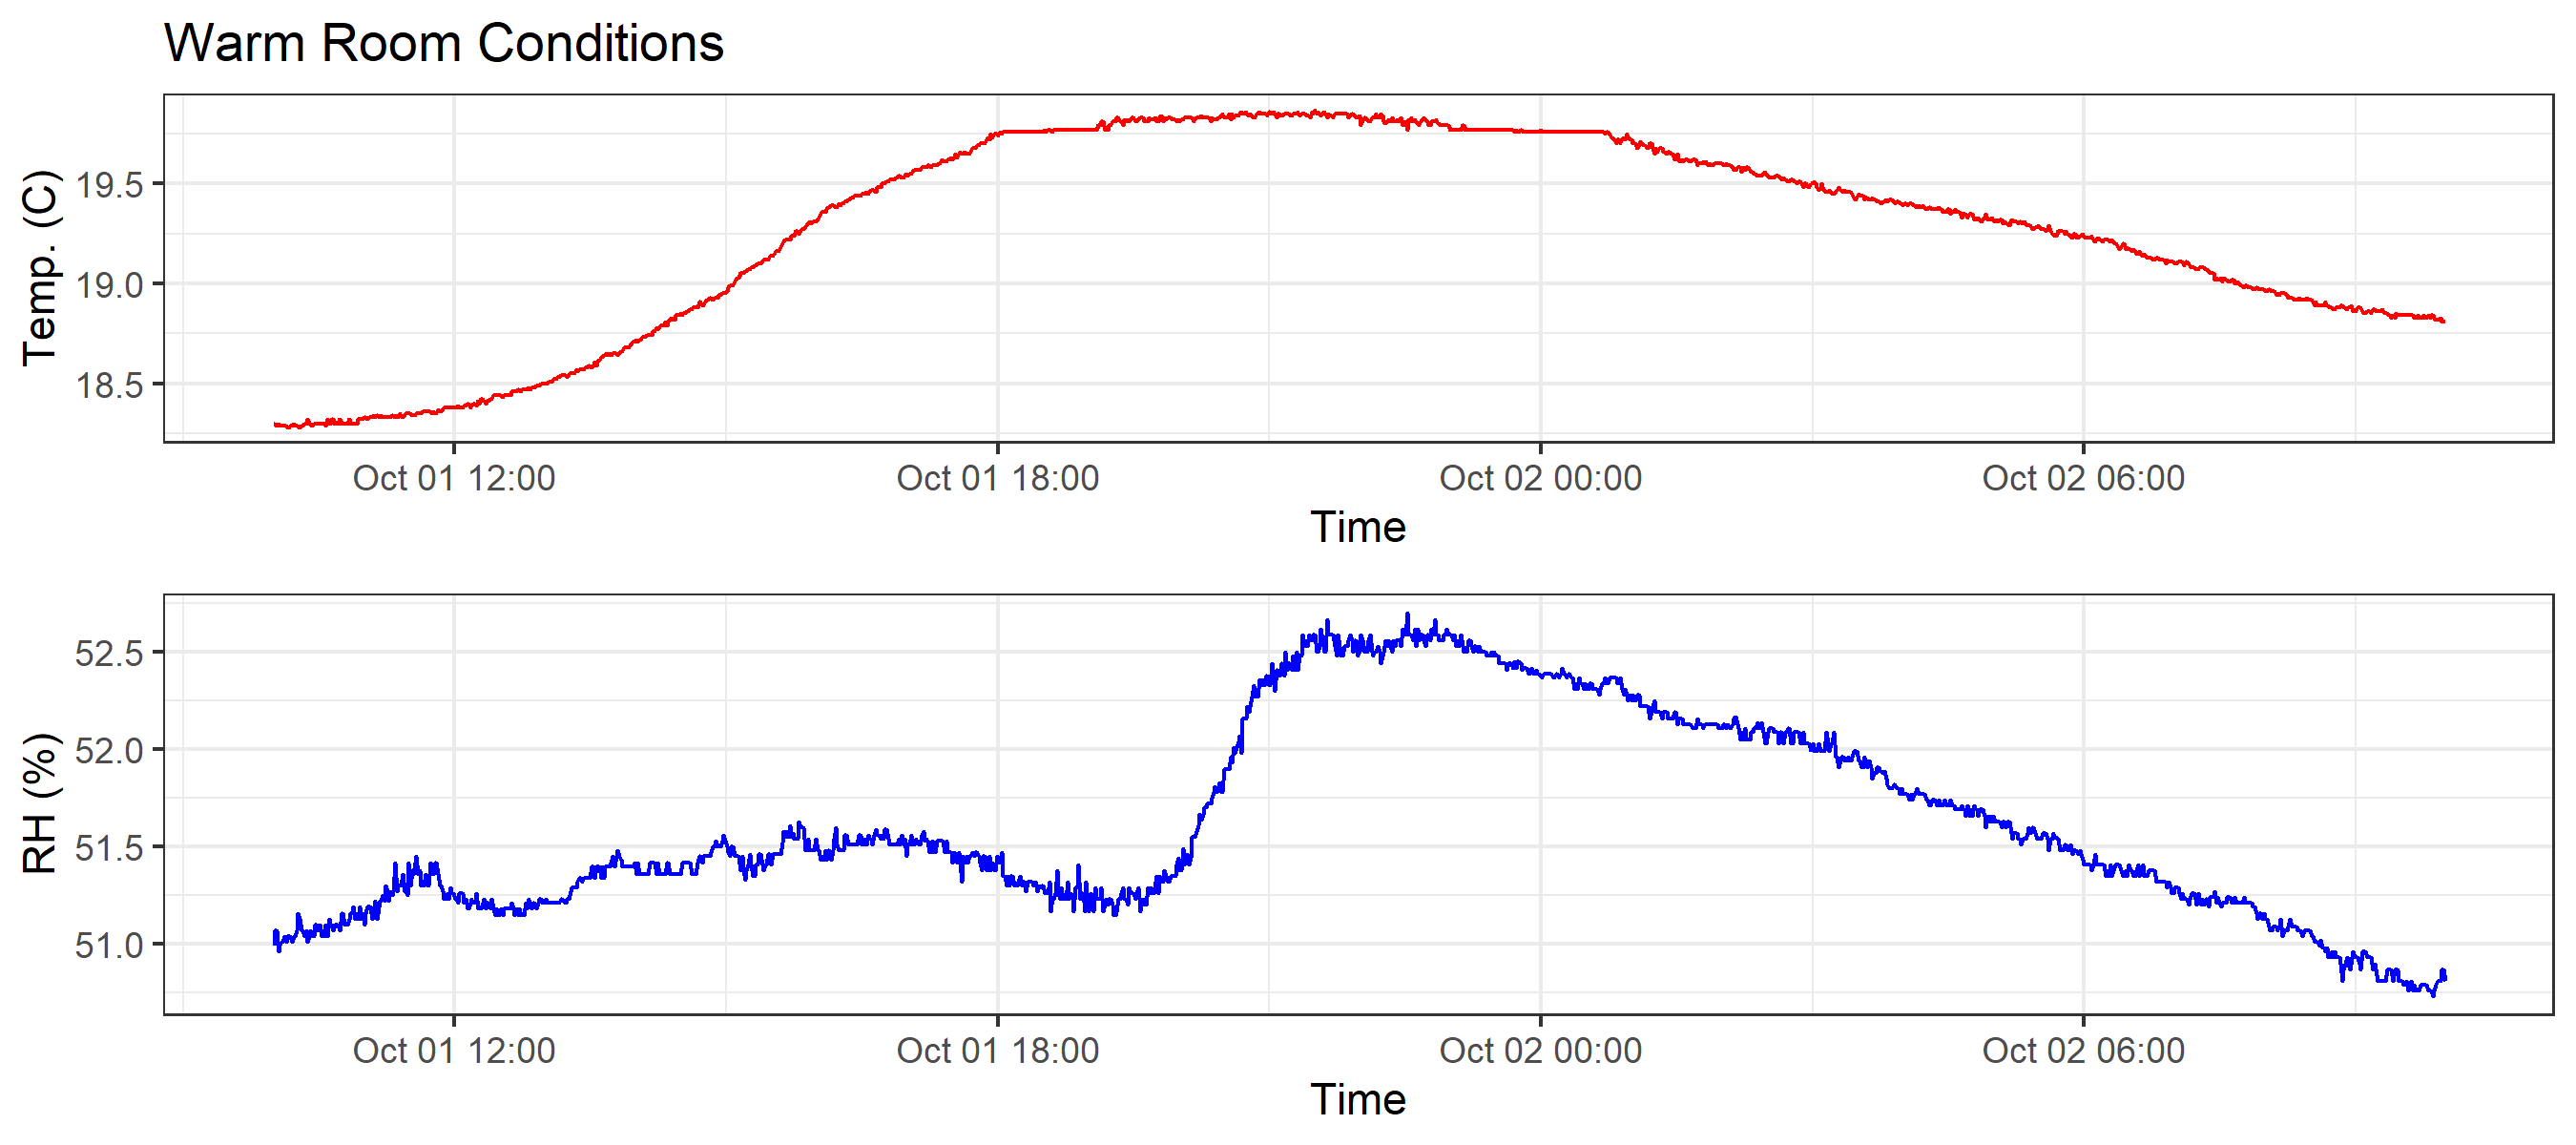 Warm Room Conditions
Temp. (C)
19.5
19.0
18.5
Oct 01 12:00 Oct 01 18:00 Oct 02 00:00 Oct 02 06:00
Time
RH (%)
52.5
52.0
51.5
51.0
Oct 01 12:00 Oct 01 18:00 Oct 02 00:00 Oct 02 06:00
Time